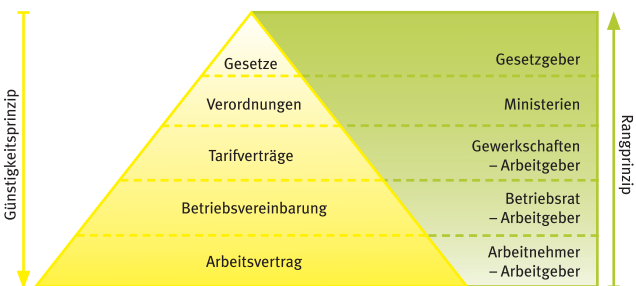 Günstigkeitsprinzip
Gesetze
Gesetzgeber
Verordnungen
Ministerien
Tarifverträge
Gewerkschaften
– Arbeitgeber
Betriebsvereinbarung
Betriebsrat
– Arbeitgeber
Arbeitsvertrag
Arbeitnehmer
– Arbeitgeber
Rangprinzip